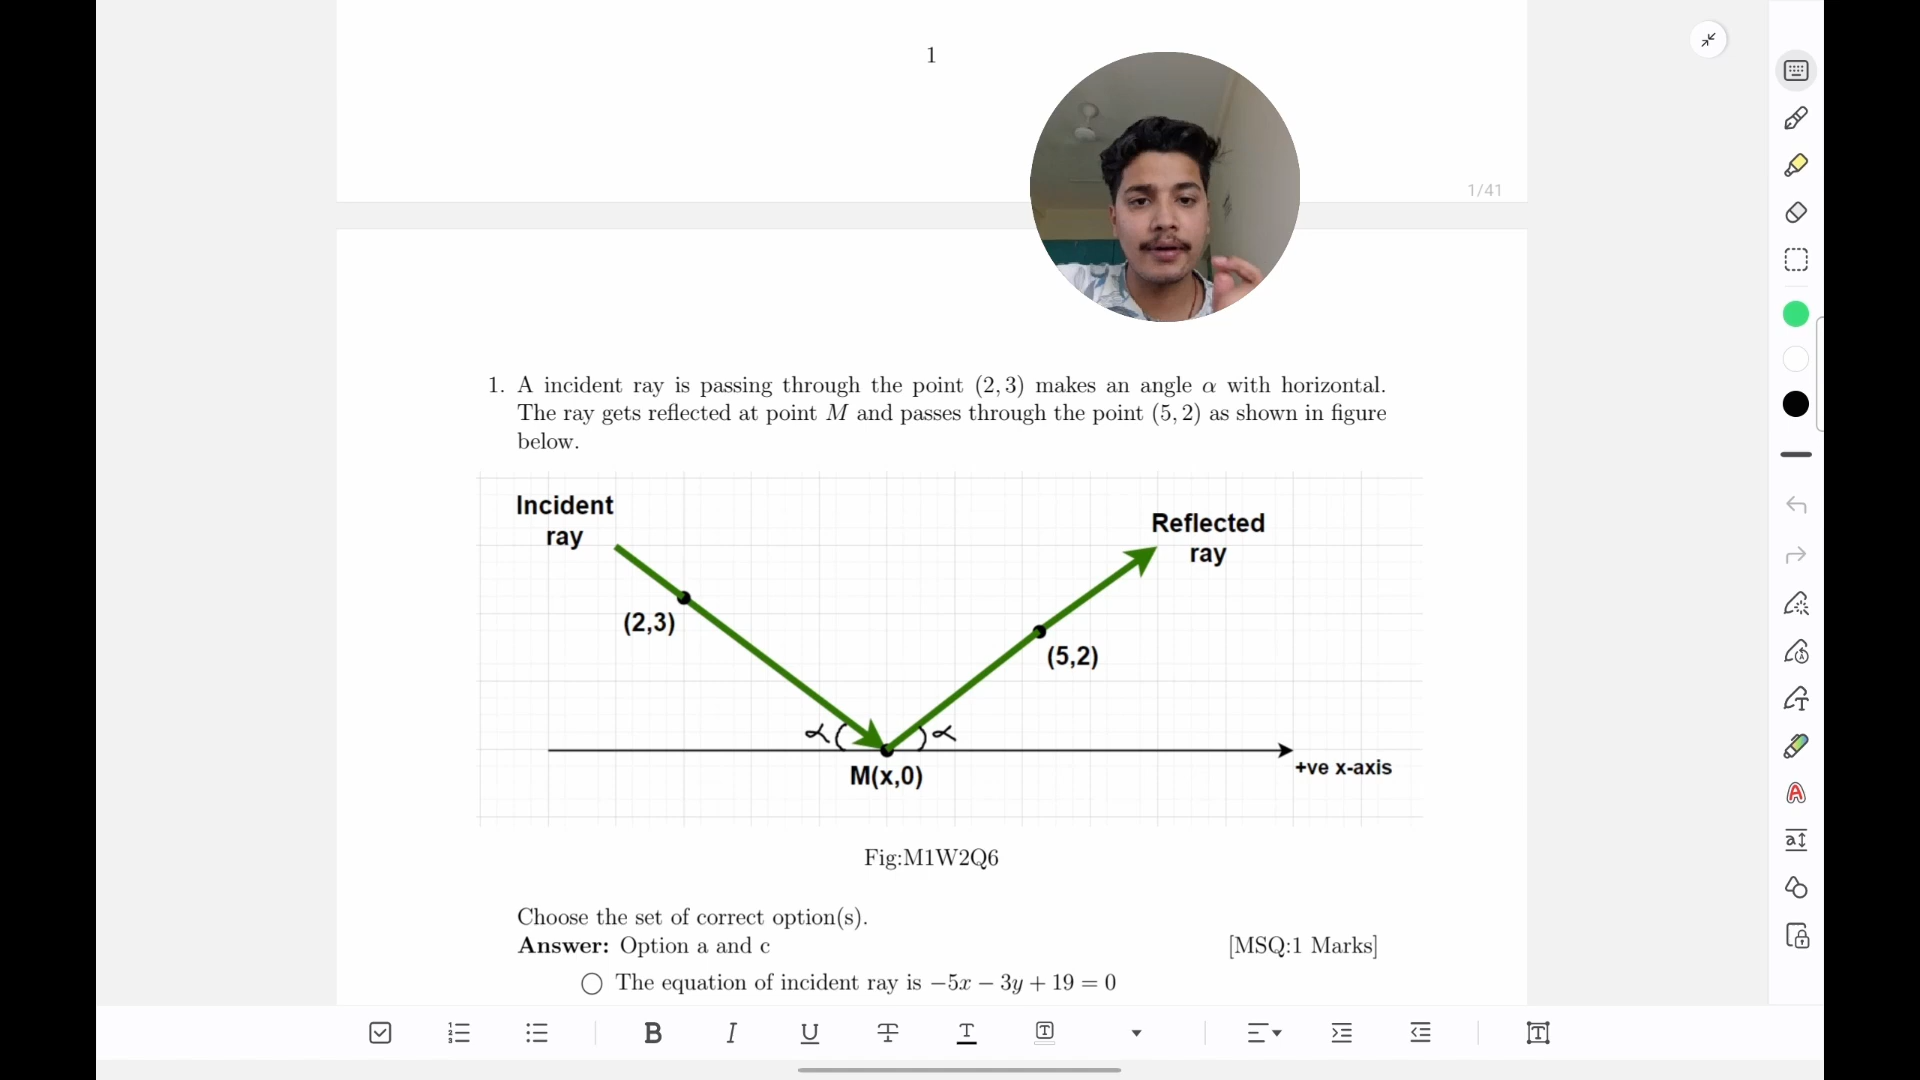 1
1/41
1. A incident ray is passing through the point (2, 3) makes an angle α with horizontal.
The ray gets reflected at point M and passes through the point (5, 2) as shown in figure
below.
Incident
ray
Reflected
ray
(2,3)
(5,2)
α
α
M(x,0)
+ve x-axis
Fig:M1W2Q6
Choose the set of correct option(s).
Answer: Option a and c [MSQ:1 Marks]
The equation of incident ray is −5x − 3y + 19 = 0